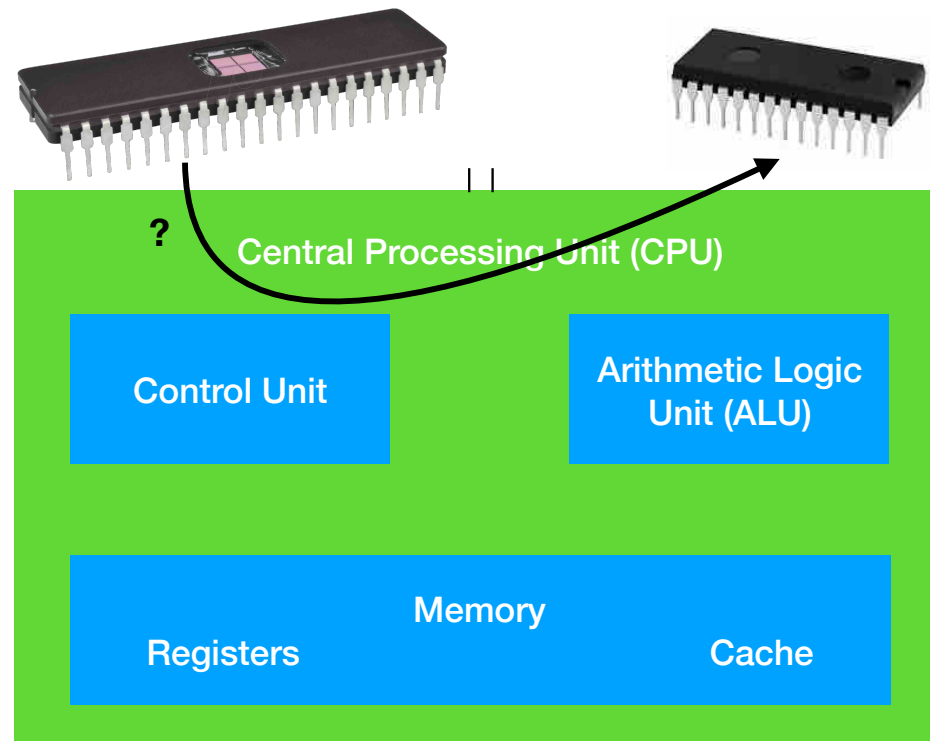 ?
Central Processing Unit (CPU)
Control Unit
Arithmetic Logic
Unit (ALU)
Memory
Registers
Cache